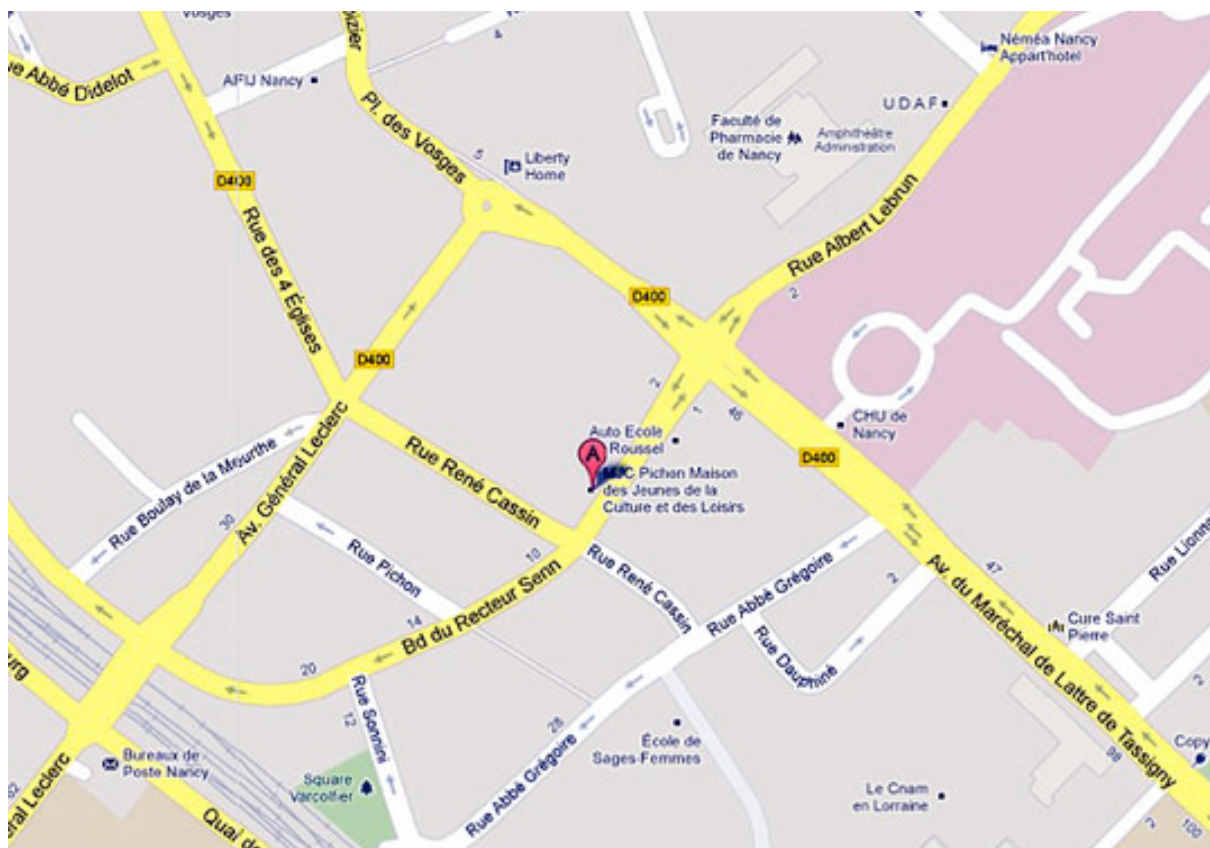 Vosges
Abbé Didelot
AFIJ Nancy
4
Pl. des Vosges
5
Liberty
Home
Néméa Nancy
Appart'hotel
U.D.A.F
Faculté de
Pharmacie
de Nancy
Amphithéâtre
Administration
Rue Albert Lebrun
2
D400
Rue des 4 Églises
D400
D400
2
1
46
CHU de
Nancy
D400
Auto Ecole
Roussel
A
Pichon Maison
des Jeunes de la
Culture et des Loisirs
Rue Boulay de la Mourthe
Av. Général Leclerc
30
Rue René Cassin
Rue Pichon
10
Rue René Cassin
14
Bd du Recteur Senn
20
Rue Abbé Grégoire
2
Rue Dauphiné
47
Av. du Maréchal de Lattre de Tassigny
Cure Saint
Pierre
2
98
Copy
2
100
Rue Sonnini
12
28
Rue Abbé Grégoire
École de
Sages-Femmes
Le Cnam
en Lorraine
Bureaux de
Poste Nancy
Square
Varcollier
Leclerc
Quai de